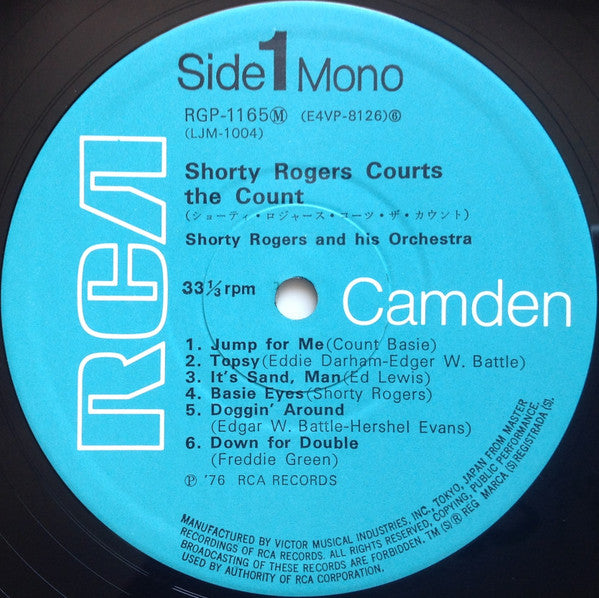 Side 1 Mono
RGP-1165Ⓜ (E4VP-8126)⑥
(LJM-1004)
Shorty Rogers Courts
the Count
(ショーティ・ロジャース・コーツ・ザ・カウント)
Shorty Rogers and his Orchestra
33⅓ rpm
RCA
Camden
1. Jump for Me (Count Basie)
2. Topsy (Eddie Darham-Edger W. Battle)
3. It's Sand, Man (Ed Lewis)
4. Basie Eyes (Shorty Rogers)
5. Doggin' Around
(Edgar W. Battle-Hershel Evans)
6. Down for Double
(Freddie Green)
Ⓟ '76 RCA RECORDS
MANUFACTURED BY VICTOR MUSICAL INDUSTRIES, INC., TOKYO, JAPAN FROM MASTER
RECORDINGS OF RCA RECORDS. ALL RIGHTS RESERVED, COPYING, PUBLIC PERFORMANCE,
BROADCASTING OF THESE RECORDS ARE FORBIDDEN. TM (S) ® REG MARCA (S) REGISTRADA (S).
USED BY AUTHORITY OF RCA CORPORATION.